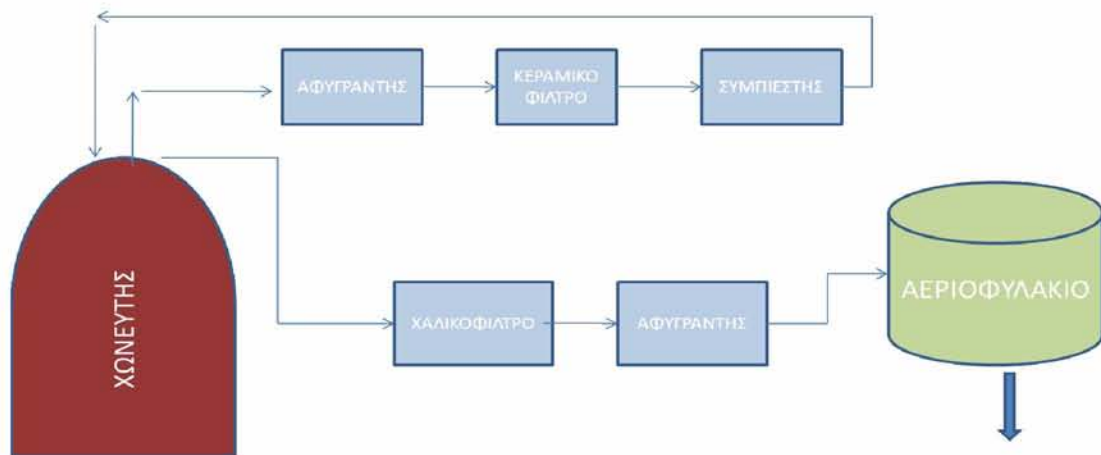 ΑΦΥΓΡΑΝΤΗΣ
ΚΕΡΑΜΙΚΟ
ΦΙΛΤΡΟ
ΣΥΜΠΙΕΣΤΗΣ
ΧΩΝΕΥΤΗΣ
ΧΑΛΙΚΟΦΙΛΤΡΟ
ΑΦΥΓΡΑΝΤΗΣ
ΑΕΡΙΟΦΥΛΑΚΙΟ